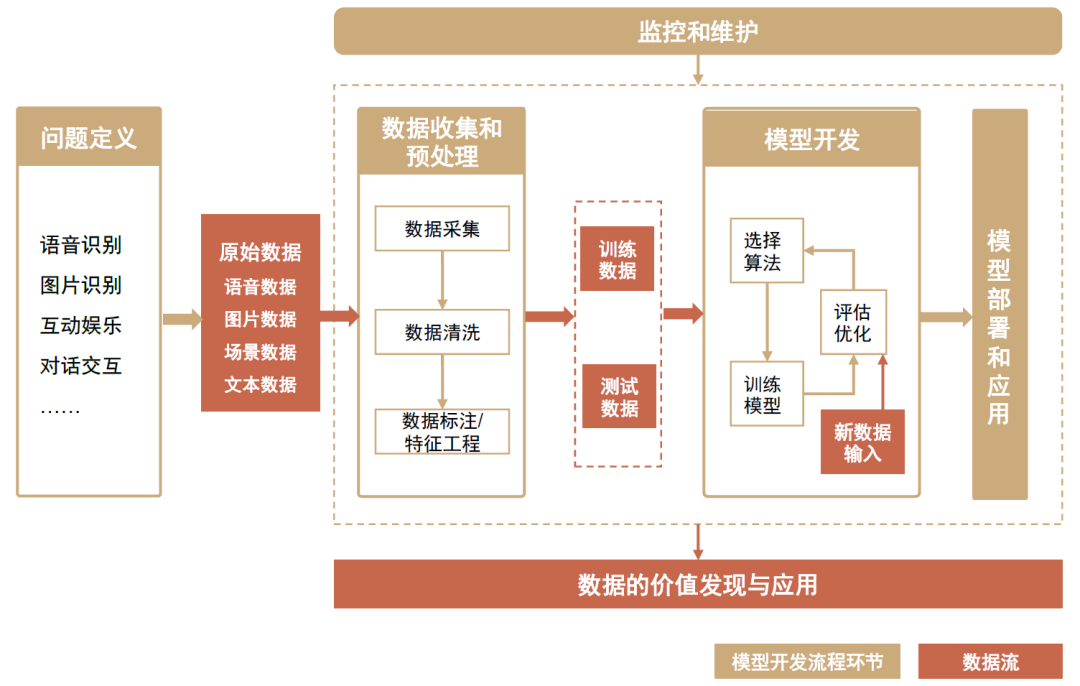 监控和维护
问题定义
语音识别
图片识别
互动娱乐
对话交互
……
原始数据
语音数据
图片数据
场景数据
文本数据
数据收集和
预处理
数据采集
数据清洗
数据标注/
特征工程
训练
数据
测试
数据
模型开发
选择
算法
训练
模型
评估
优化
新数据
输入
模型部署和应用
数据的价值发现与应用
模型开发流程环节
数据流